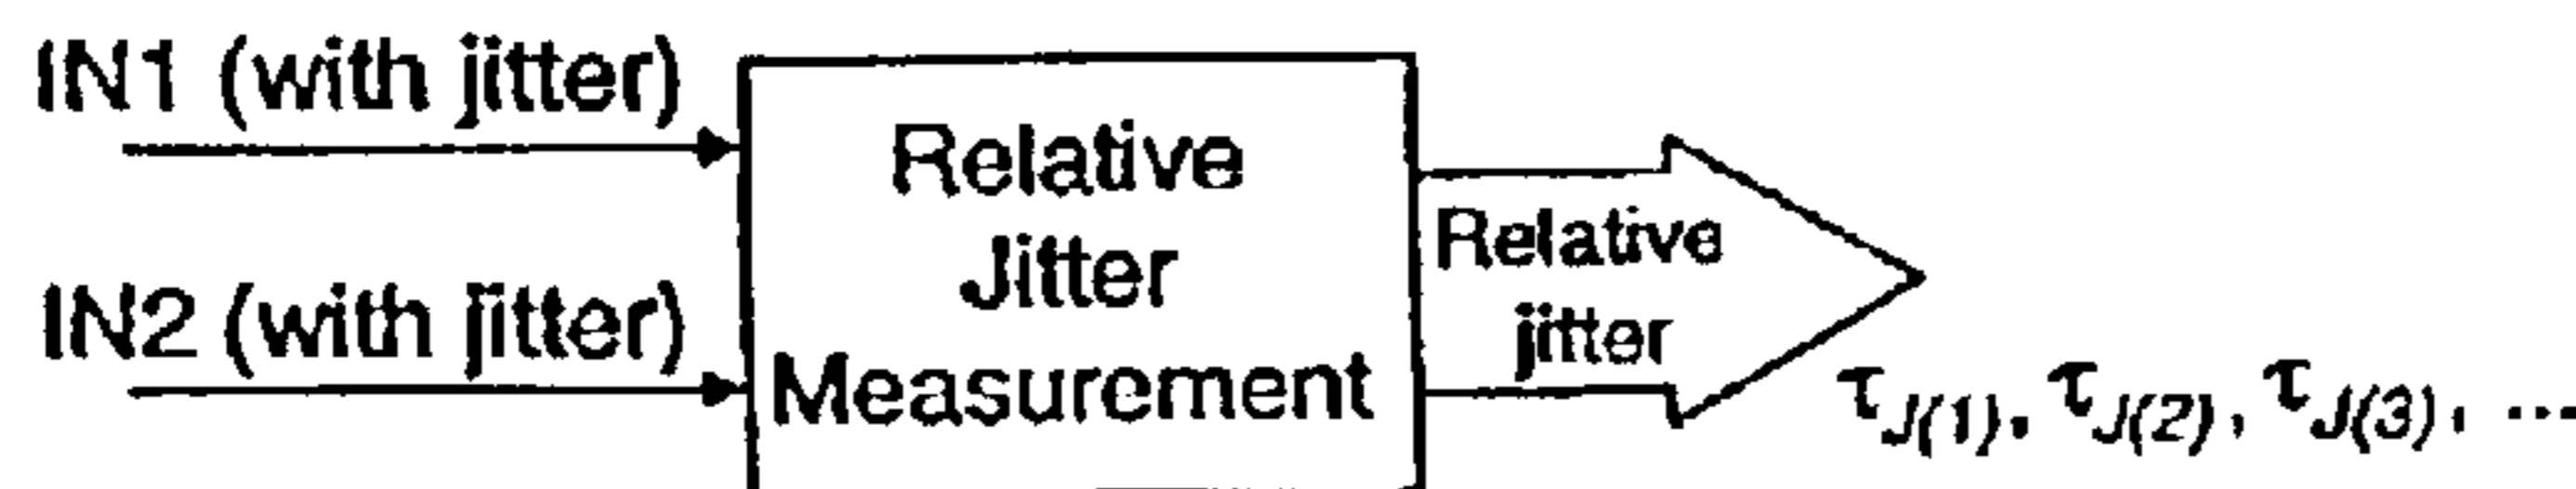 IN1 (with jitter)
IN2 (with jitter)
Relative
Jitter
Measurement
Relative
jitter
τJ(1), τJ(2), τJ(3), ...